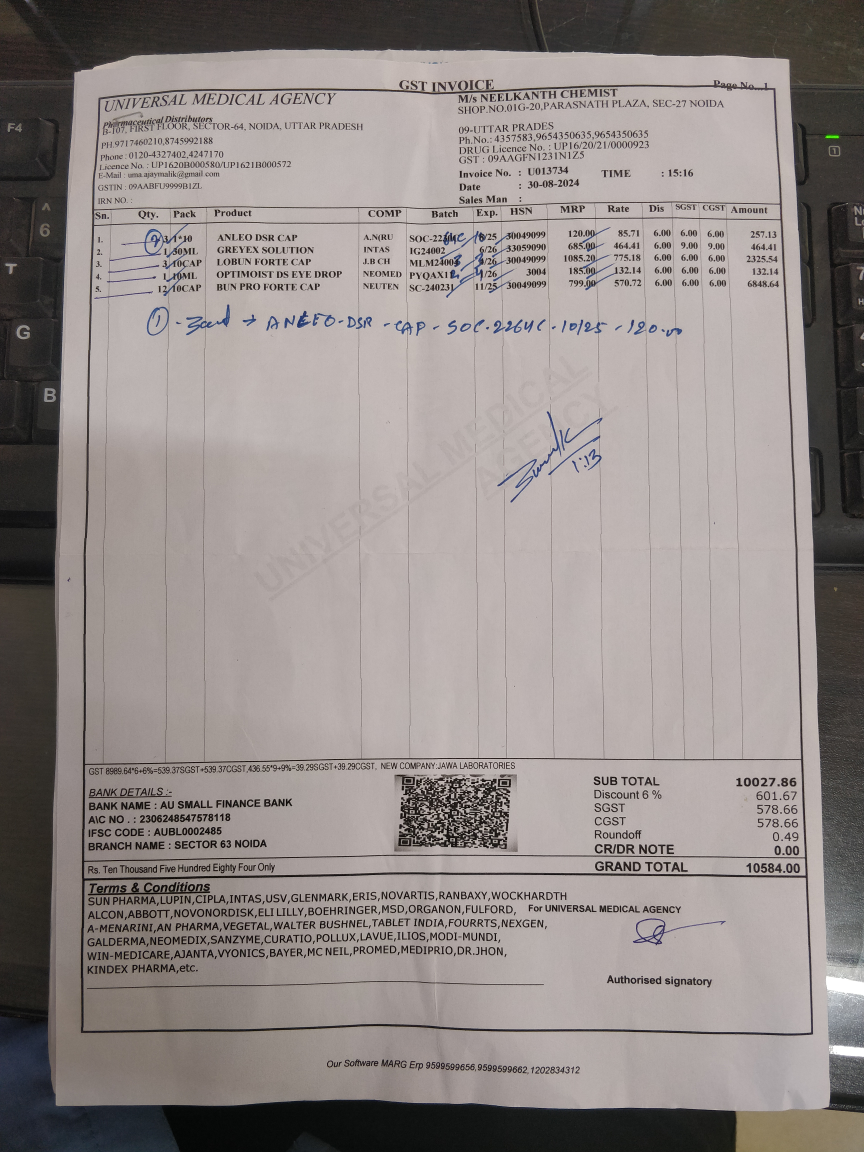 GST INVOICE
Page No...1
UNIVERSAL MEDICAL AGENCY
Pharmaceutical Distributors
B-107, FIRST FLOOR, SECTOR-64, NOIDA, UTTAR PRADESH
PH.9717460210,8745992188
Phone : 0120-4327402,4247170
Licence No. : UP1620B000580/UP1621B000572
E-Mail : uma.ajaymalik@gmail.com
GSTIN : 09AABFU9999B1ZL
IRN NO. :
M/s NEELKANTH CHEMIST
SHOP.NO.01G-20,PARASNATH PLAZA, SEC-27 NOIDA
09-UTTAR PRADES
Ph.No.: 4357583,9654350635,9654350635
DRUG Licence No.: UP16/20/21/0000923
GST : 09AAGFN1231N1Z5
Invoice No. : U013734 TIME : 15:16
Date : 30-08-2024
Sales Man :
Sn. Qty. Pack Product COMP Batch Exp. HSN MRP Rate Dis SGST CGST Amount
1. 3 1*10 ANLEO DSR CAP A.N(RU SOC-2264C 10/25 30049099 120.00 85.71 6.00 6.00 6.00 257.13
2. 1 30ML GREYEX SOLUTION INTAS IG24002 6/26 33059090 685.00 464.41 6.00 9.00 9.00 464.41
3. 3 10CAP LOBUN FORTE CAP J.B CH MLM24003 3/26 30049099 1085.20 775.18 6.00 6.00 6.00 2325.54
4. 1 10ML OPTIMOIST DS EYE DROP NEOMED 4/26 3004 185.00 132.14 6.00 6.00 6.00 132.14
5. 12 10CAP BUN PRO FORTE CAP NEUTEN SC-240231 11/25 30049099 799.00 570.72 6.00 6.00 6.00 6848.64
① → ANLEO-DSR-CAP-SOC-2264C-10/25-120.00
1:13
UNIVERSAL MEDICAL
AGENCY
GST 8989.64*6+6%=539.37SGST+539.37CGST,436.55*9+9%=39.29SGST+39.29CGST, NEW COMPANY:JAWA LABORATORIES
BANK DETAILS :-
BANK NAME : AU SMALL FINANCE BANK
A\C NO . : 2306248547578118
IFSC CODE : AUBL0002485
BRANCH NAME : SECTOR 63 NOIDA
SUB TOTAL 10027.86
Discount 6 % 601.67
SGST 578.66
CGST 578.66
Roundoff 0.49
CR/DR NOTE 0.00
Rs. Ten Thousand Five Hundred Eighty Four Only
GRAND TOTAL 10584.00
Terms & Conditions
SUN PHARMA,LUPIN,CIPLA,INTAS,USV,GLENMARK,ERIS,NOVARTIS,RANBAXY,WOCKHARDTH
ALCON,ABBOTT,NOVONORDISK,ELI LILLY,BOEHRINGER,MSD,ORGANON,FULFORD,
A-MENARINI,AN PHARMA,VEGETAL,WALTER BUSHNEL,TABLET INDIA,FOURRTS,NEXGEN,
GALDERMA,NEOMEDIX,SANZYME,CURATIO,POLLUX,LAVUE,ILIOS,MODI-MUNDI,
WIN-MEDICARE,AJANTA,VYONICS,BAYER,MC NEIL,PROMED,MEDIPRIO,DR.JHON,
KINDEX PHARMA,etc.
For UNIVERSAL MEDICAL AGENCY
Authorised signatory
Our Software MARG Erp 9599599656,9599599662,1202834312
F4
6
T
G
B